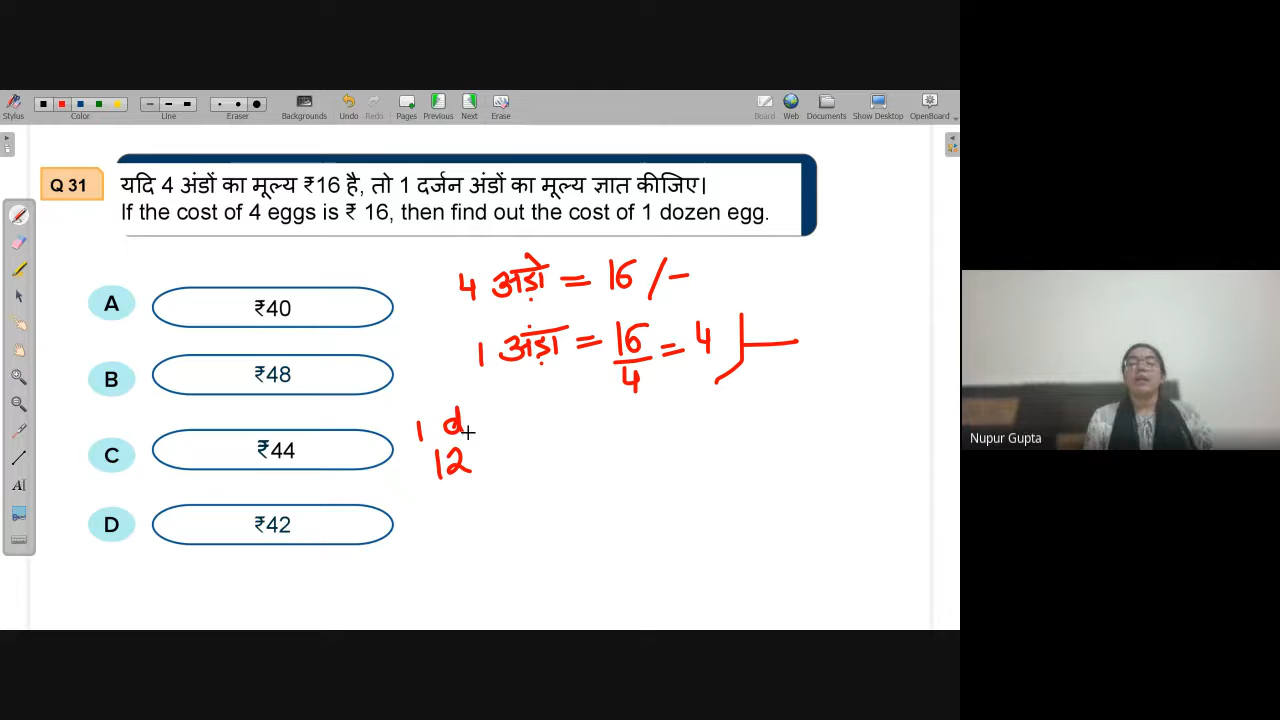 Stylus
Color
Line
Eraser
Backgrounds
Undo
Redo
Pages
Previous
Next
Erase
Board
Web
Documents
Show Desktop
OpenBoard
Q 31
यदि 4 अंडों का मूल्य ₹16 है, तो 1 दर्जन अंडों का मूल्य ज्ञात कीजिए।
If the cost of 4 eggs is ₹ 16, then find out the cost of 1 dozen egg.
4 अड़ो = 16 /-
A
₹40
1 अंड़ा = 16/4 = 4
B
₹48
1 d
C
₹44
12
D
₹42
AI
Nupur Gupta